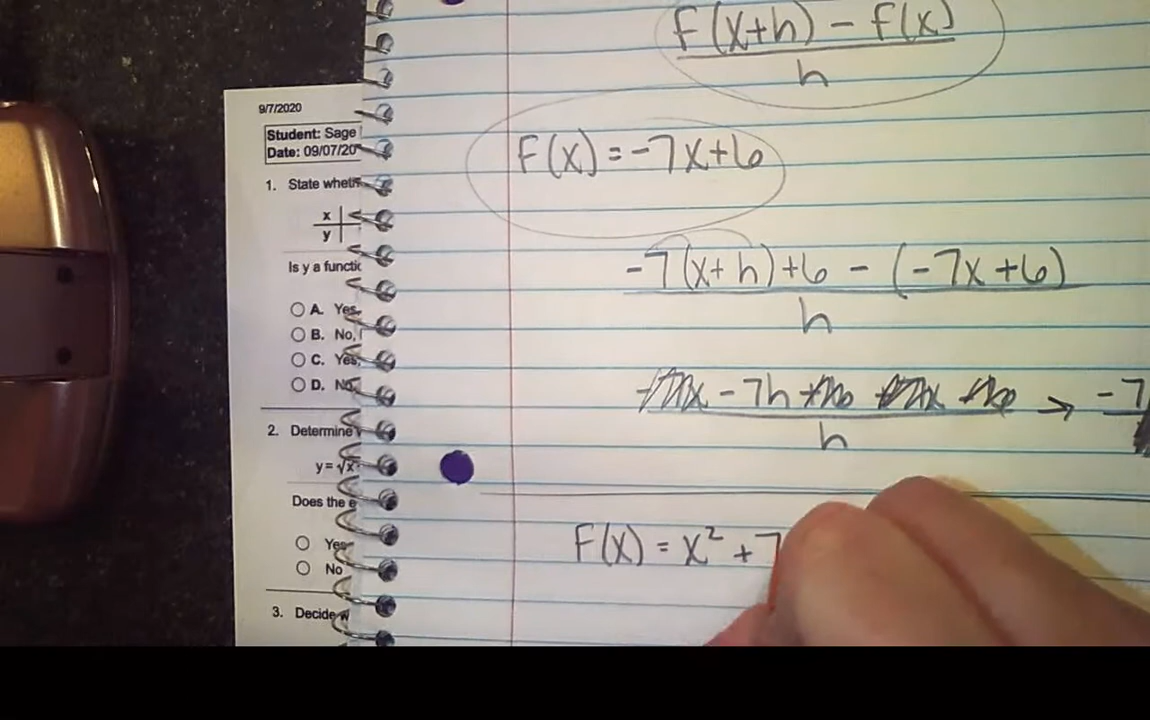 9/7/2020
Student: Sage
Date: 09/07/20
1. State wheth
x
y
Is y a functio
A. Yes,
B. No,
C. Yes,
D. No,
2. Determine
y = √x
Does the e
Yes
No
3. Decide w
F(x+h) - F(x)
h
F(x) = -7x+6
-7(x+h)+6 - (-7x+6)
h
-7x - 7h +6 +7x -6 → -7
h
F(x) = x² + 7